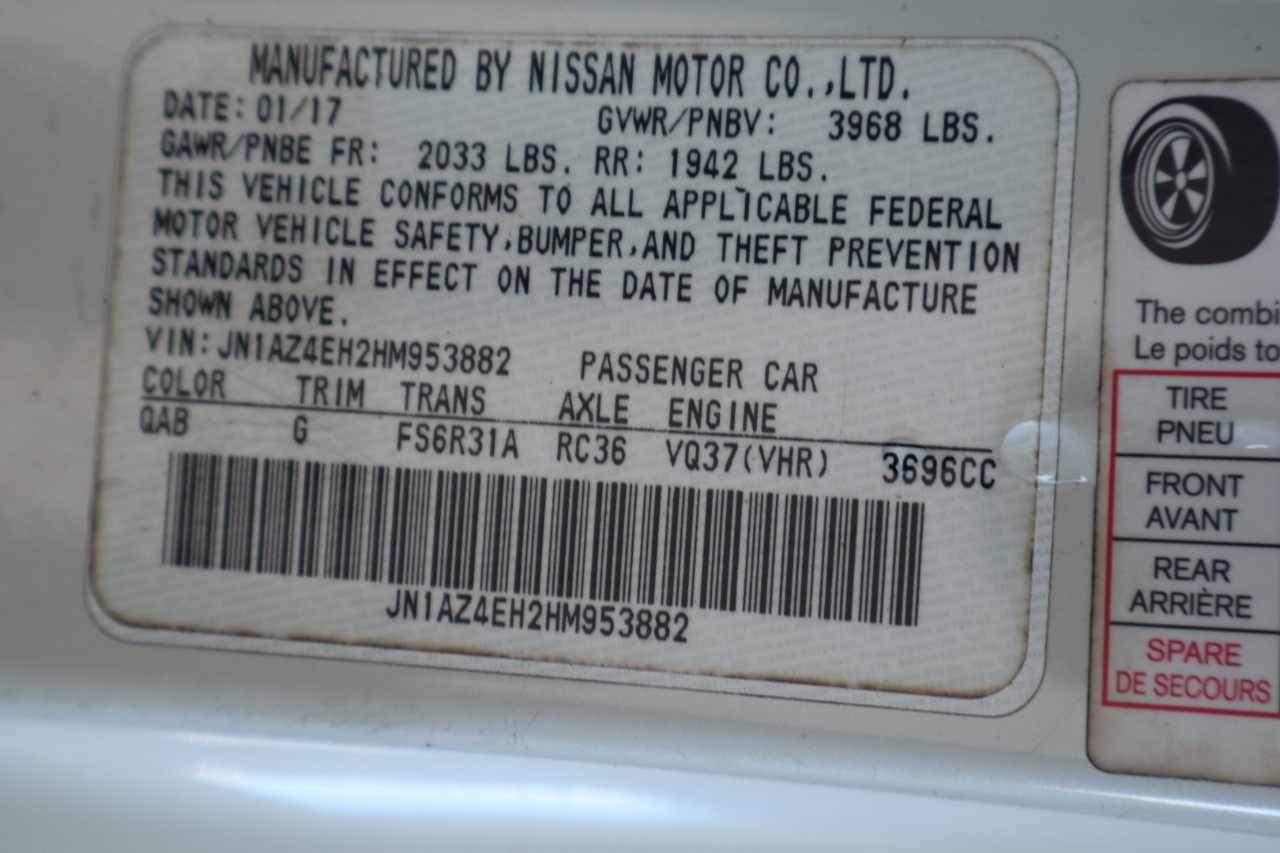 MANUFACTURED BY NISSAN MOTOR CO.,LTD.
DATE: 01/17 GVWR/PNBV: 3968 LBS.
GAWR/PNBE FR: 2033 LBS. RR: 1942 LBS.
THIS VEHICLE CONFORMS TO ALL APPLICABLE FEDERAL
MOTOR VEHICLE SAFETY,BUMPER,AND THEFT PREVENTION
STANDARDS IN EFFECT ON THE DATE OF MANUFACTURE
SHOWN ABOVE.
VIN: JN1AZ4EH2HM953882 PASSENGER CAR
COLOR TRIM TRANS AXLE ENGINE
QAB G FS6R31A RC36 VQ37(VHR) 3696CC
JN1AZ4EH2HM953882
The combi
Le poids to
TIRE
PNEU
FRONT
AVANT
REAR
ARRIÈRE
SPARE
DE SECOURS